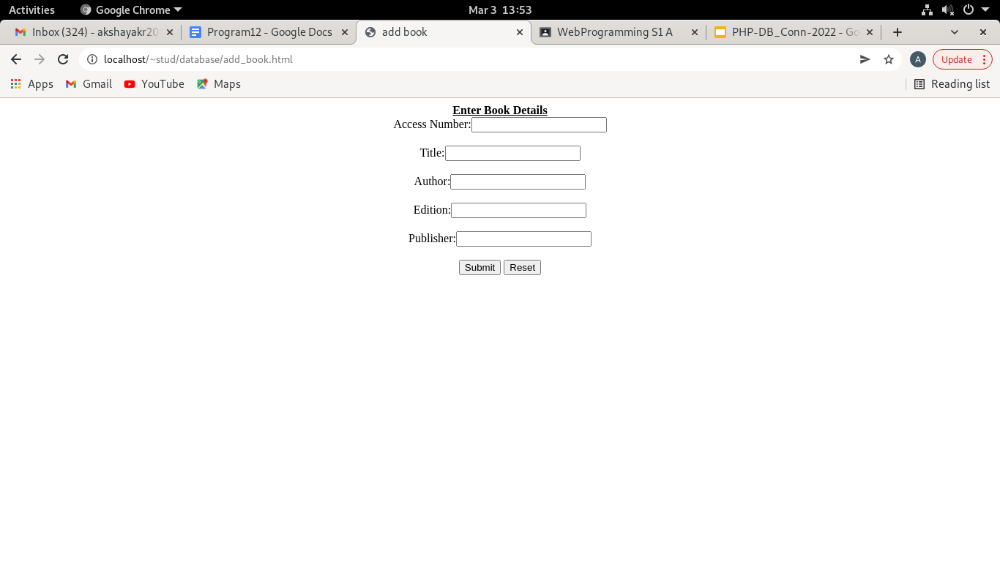 Activities Google Chrome Mar 3 13:53
Inbox (324) - akshayakr20 Program12 - Google Docs add book WebProgramming S1 A PHP-DB_Conn-2022 - Go
localhost/~stud/database/add_book.html A Update
Apps Gmail YouTube Maps Reading list
Enter Book Details
Access Number:
Title:
Author:
Edition:
Publisher:
Submit Reset